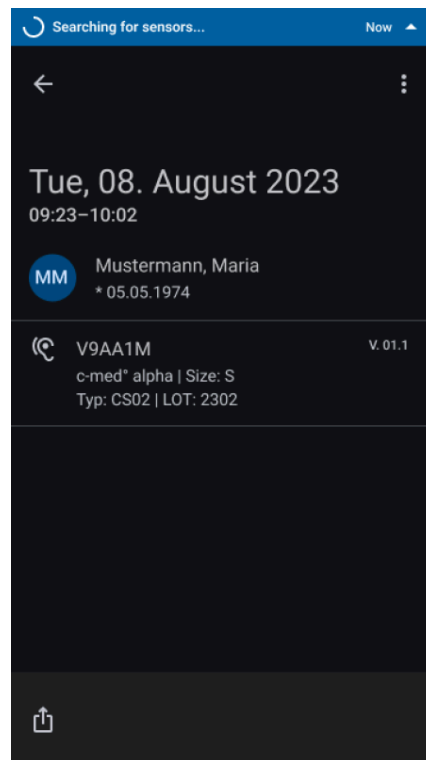 Searching for sensors... Now
Tue, 08. August 2023
09:23–10:02
MM
Mustermann, Maria
* 05.05.1974
V9AA1M V. 01.1
c-med° alpha | Size: S
Typ: CS02 | LOT: 2302